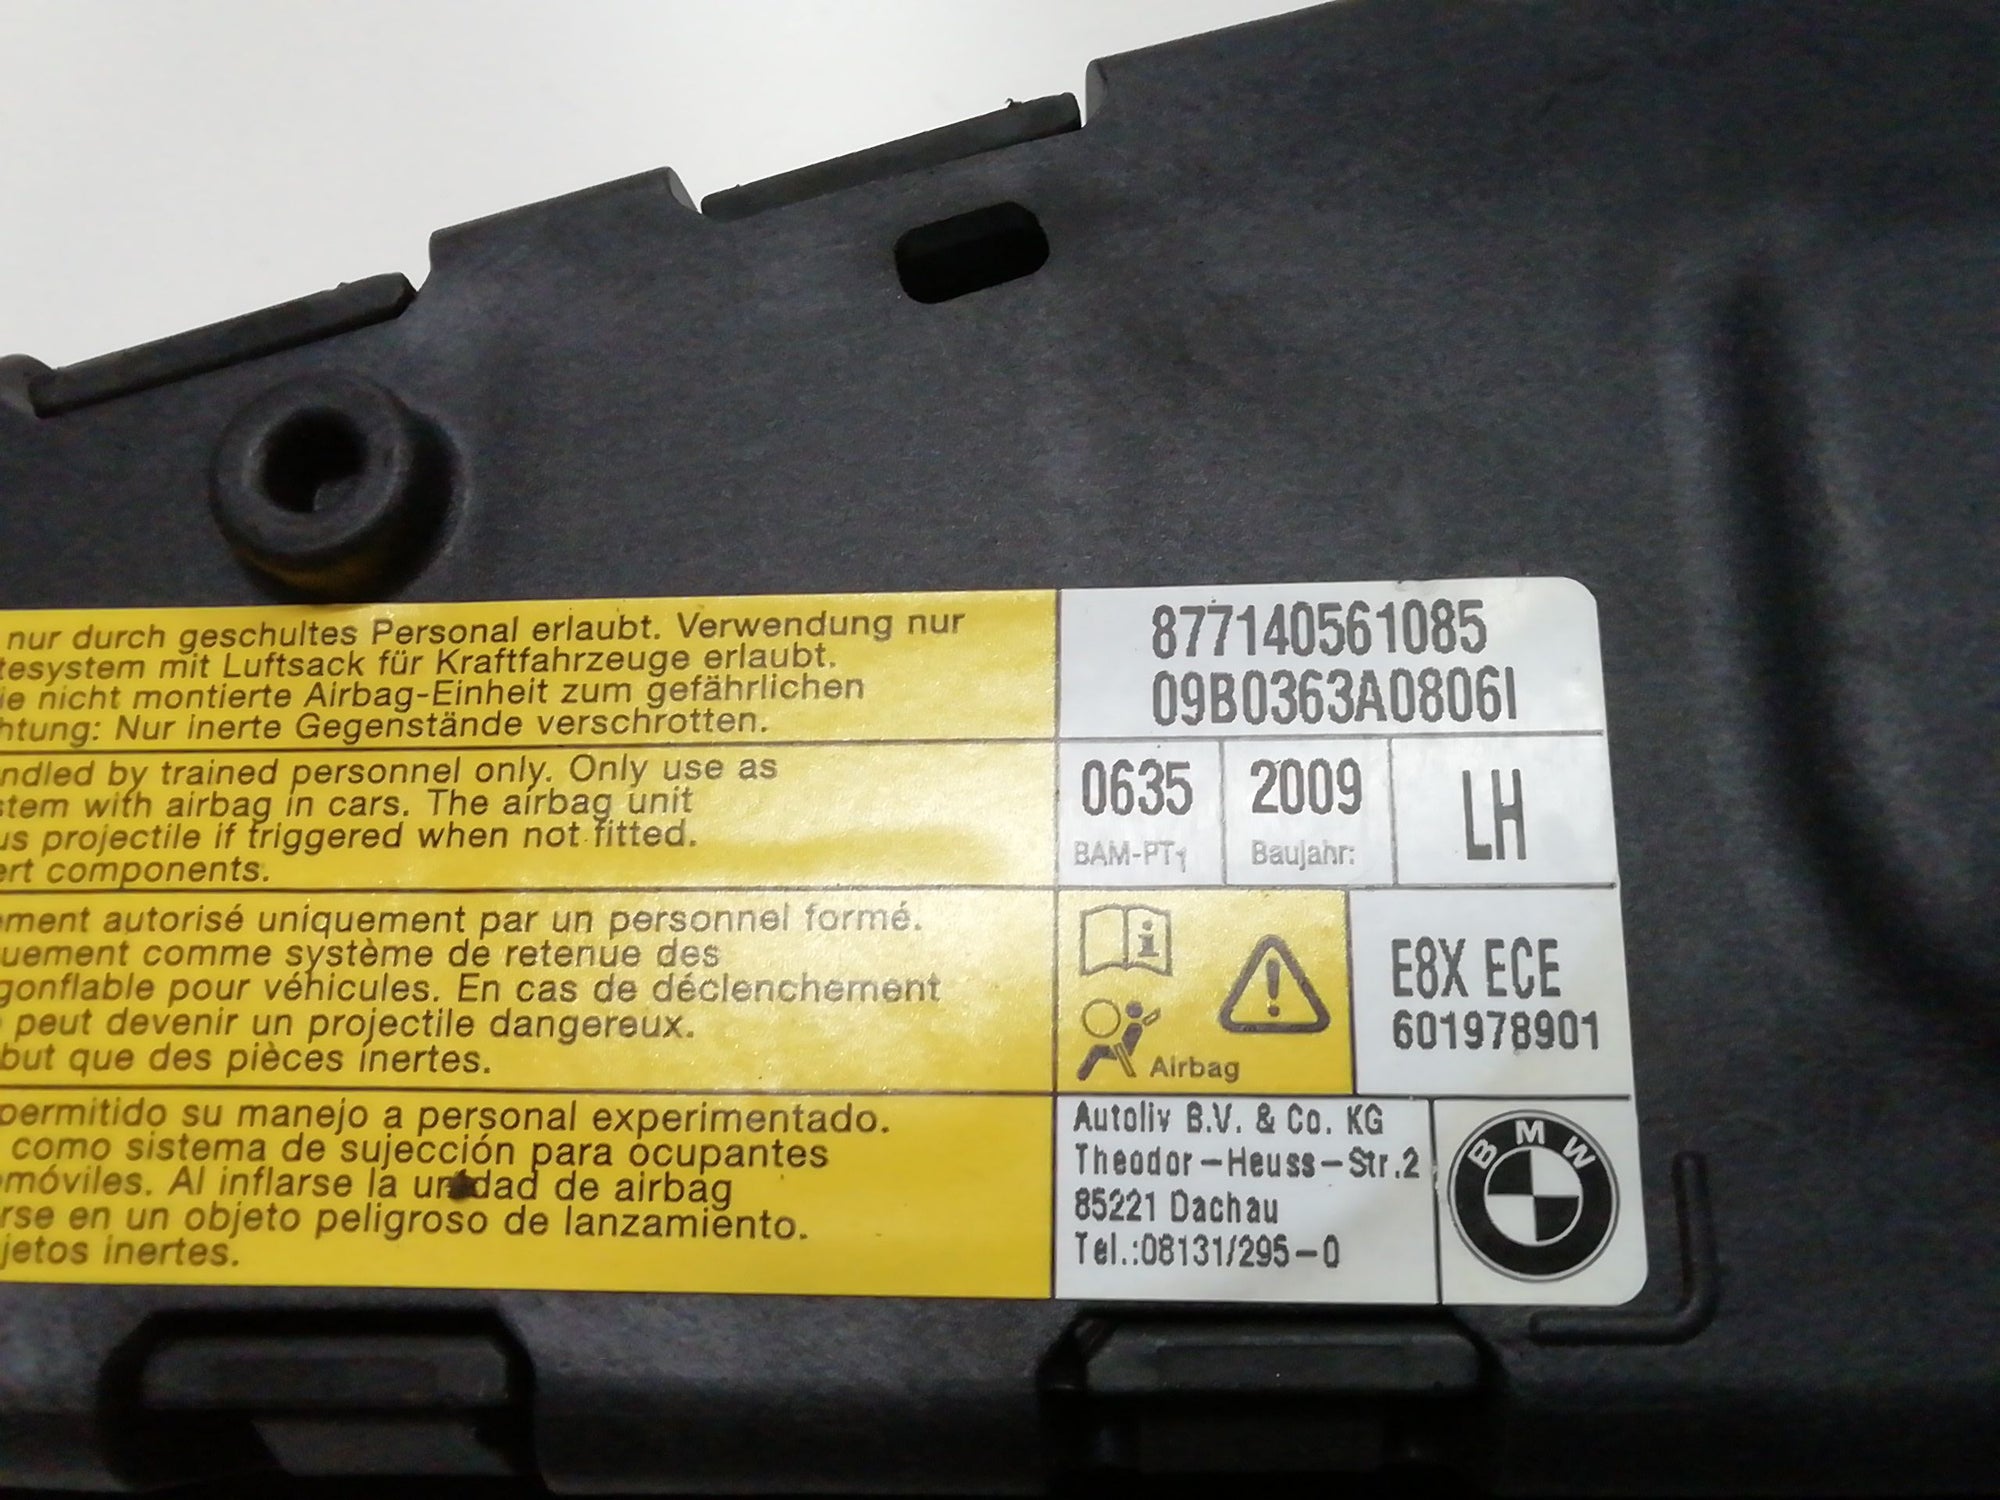 nur durch geschultes Personal erlaubt. Verwendung nur
tesystem mit Luftsack für Kraftfahrzeuge erlaubt.
ie nicht montierte Airbag-Einheit zum gefährlichen
htung: Nur inerte Gegenstände verschrotten.
ndled by trained personnel only. Only use as
stem with airbag in cars. The airbag unit
us projectile if triggered when not fitted.
ert components.
ement autorisé uniquement par un personnel formé.
uement comme système de retenue des
gonflable pour véhicules. En cas de déclenchement
peut devenir un projectile dangereux.
but que des pièces inertes.
permitido su manejo a personal experimentado.
como sistema de sujección para ocupantes
omóviles. Al inflarse la unidad de airbag
rse en un objeto peligroso de lanzamiento.
jetos inertes.
877140561085
09B0363A0806I
0635
BAM-PT1
2009
Baujahr:
LH
i
Airbag
E8X ECE
601978901
Autoliv B.V. & Co. KG
Theodor-Heuss-Str.2
85221 Dachau
Tel.:08131/295-0
BMW